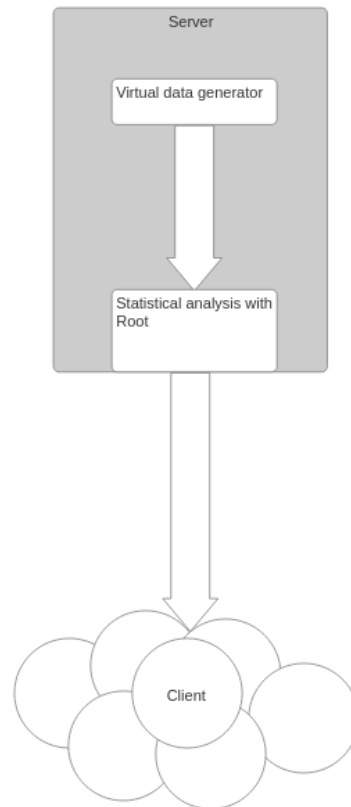 Server
Virtual data generator
Statistical analysis with
Root
Client